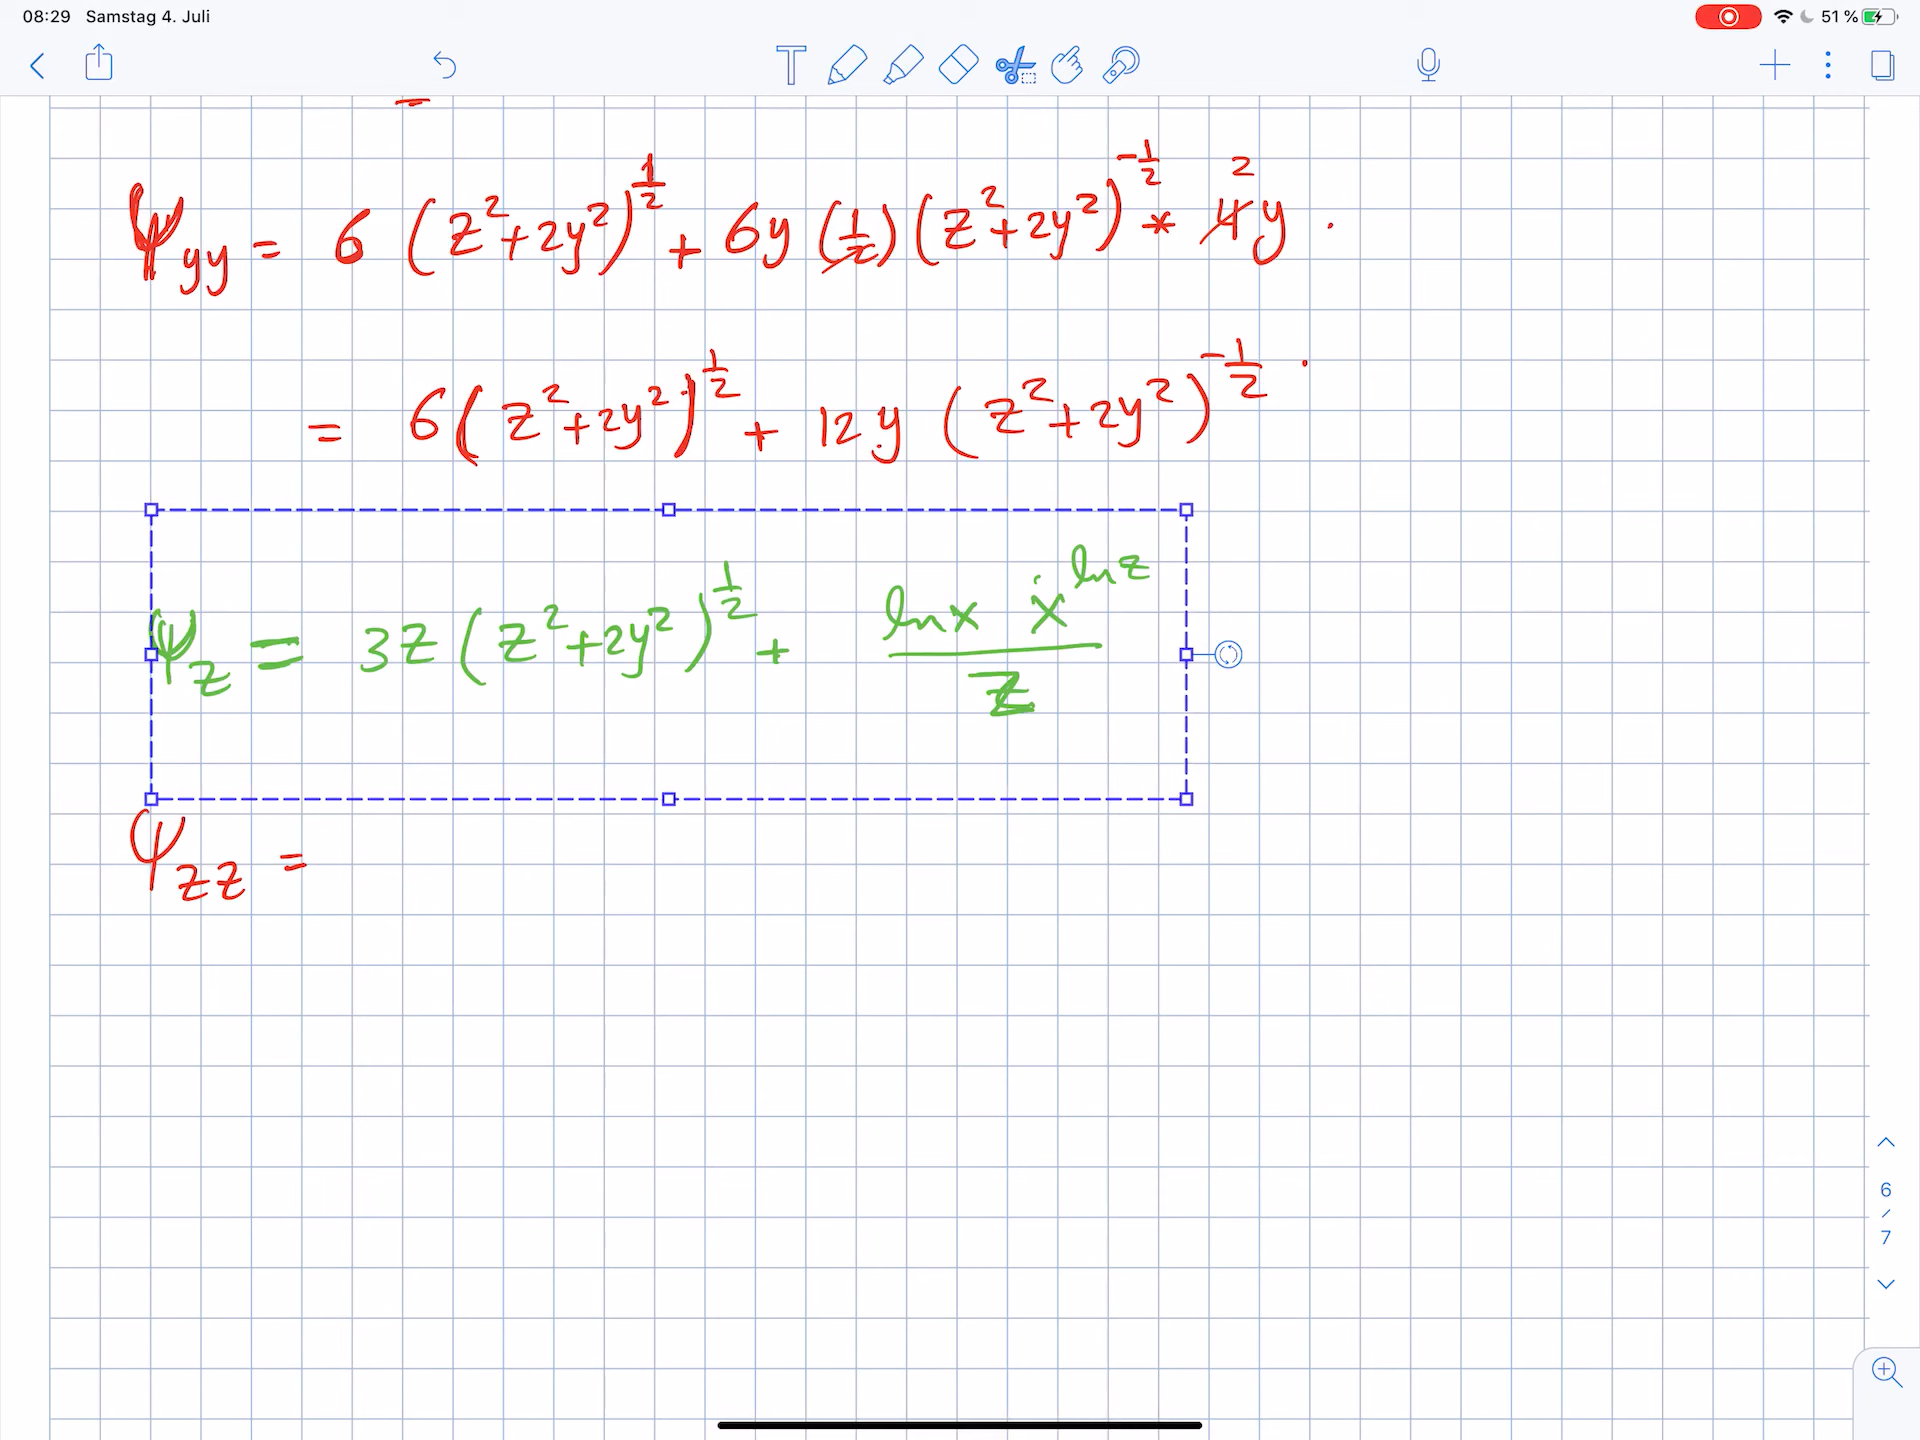 08:29 Samstag 4. Juli 51 %
T
ψyy = 6 (z²+2y²)^½ + 6y (½)(z²+2y²)^-½ * 4y · 2
= 6(z²+2y²)^½ + 12y (z²+2y²)^-½ ·
ψz = 3z (z²+2y²)^½ + lnx x^lnz / z
ψzz =
6
/
7